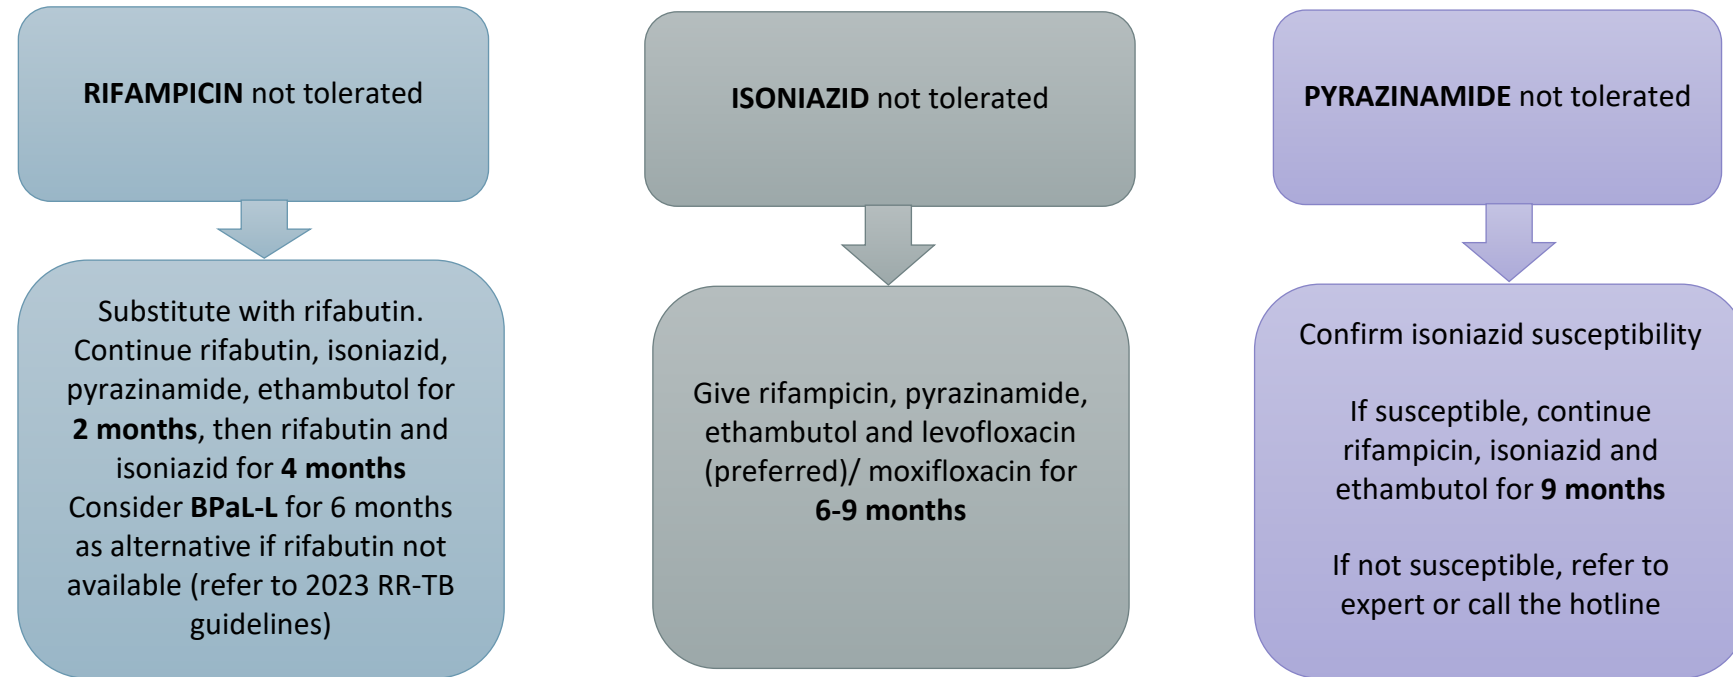 RIFAMPICIN not tolerated
Substitute with rifabutin.
Continue rifabutin, isoniazid,
pyrazinamide, ethambutol for
2 months, then rifabutin and
isoniazid for 4 months
Consider BPaL-L for 6 months
as alternative if rifabutin not
available (refer to 2023 RR-TB
guidelines)
ISONIAZID not tolerated
Give rifampicin, pyrazinamide,
ethambutol and levofloxacin
(preferred)/ moxifloxacin for
6-9 months
PYRAZINAMIDE not tolerated
Confirm isoniazid susceptibility
If susceptible, continue
rifampicin, isoniazid and
ethambutol for 9 months
If not susceptible, refer to
expert or call the hotline